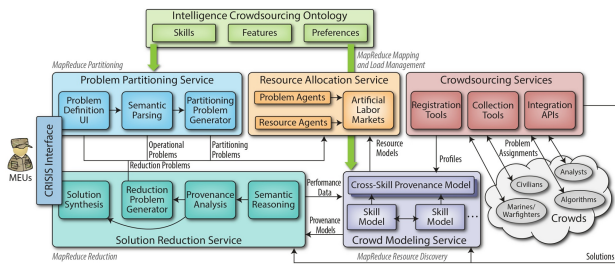 Intelligence Crowdsourcing Ontology
Skills
Features
Preferences
MapReduce Partitioning
MapReduce Mapping
and Load Management
Problem Partitioning Service
Problem
Definition
UI
Semantic
Parsing
Partitioning
Problem
Generator
Resource Allocation Service
Problem Agents
Resource Agents
Artificial
Labor
Markets
Crowdsourcing Services
Registration
Tools
Collection
Tools
Integration
APIs
CRISIS Interface
MEUs
Operational
Problems
Partitioning
Problems
Reduction Problems
Resource
Models
Profiles
Problem
Assignments
Solution
Synthesis
Reduction
Problem
Generator
Provenance
Analysis
Semantic
Reasoning
Solution Reduction Service
Performance
Data
Provenance
Models
Cross-Skill Provenance Model
Skill
Model
Skill
Model
...
Crowd Modeling Service
Civilians
Analysts
Marines/
Warfighters
Algorithms
Crowds
MapReduce Reduction
MapReduce Resource Discovery
Solution